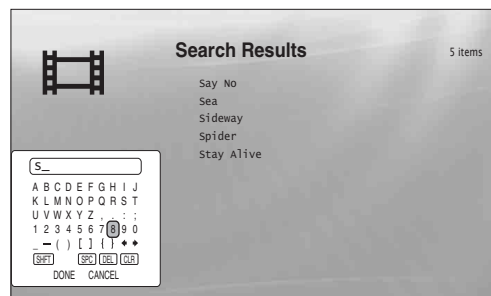 Search Results
5 items
Say No
Sea
Sideway
Spider
Stay Alive
S_
A B C D E F G H I J
K L M N O P Q R S T
U V W X Y Z , . : ;
1 2 3 4 5 6 7 8 9 0
_ – ( ) [ ] { }
SHFT SPC DEL CLR
DONE CANCEL